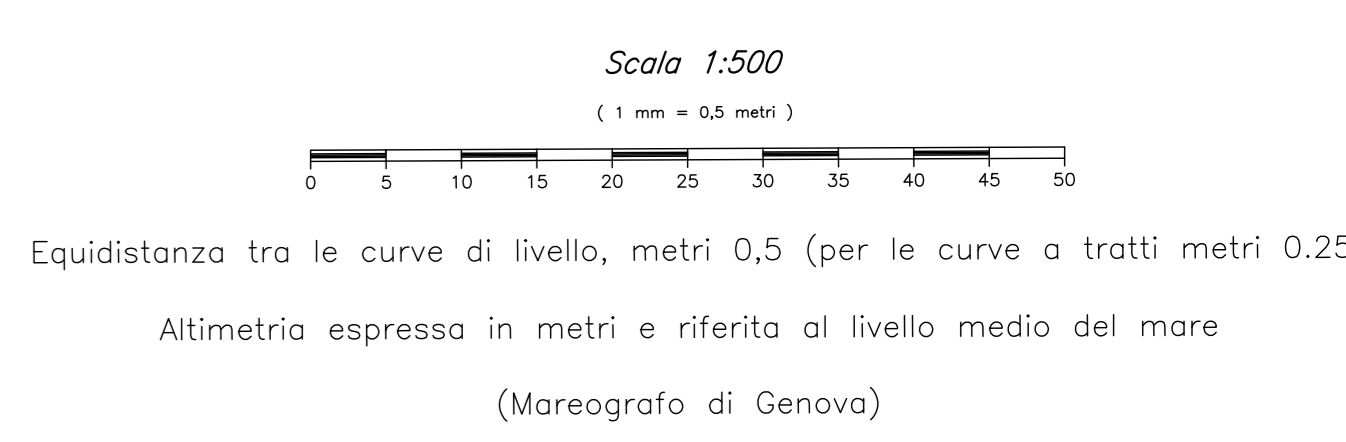 Scala 1:500
( 1 mm = 0,5 metri )
0 5 10 15 20 25 30 35 40 45 50
Equidistanza tra le curve di livello, metri 0,5 (per le curve a tratti metri 0.25
Altimetria espressa in metri e riferita al livello medio del mare
(Mareografo di Genova)